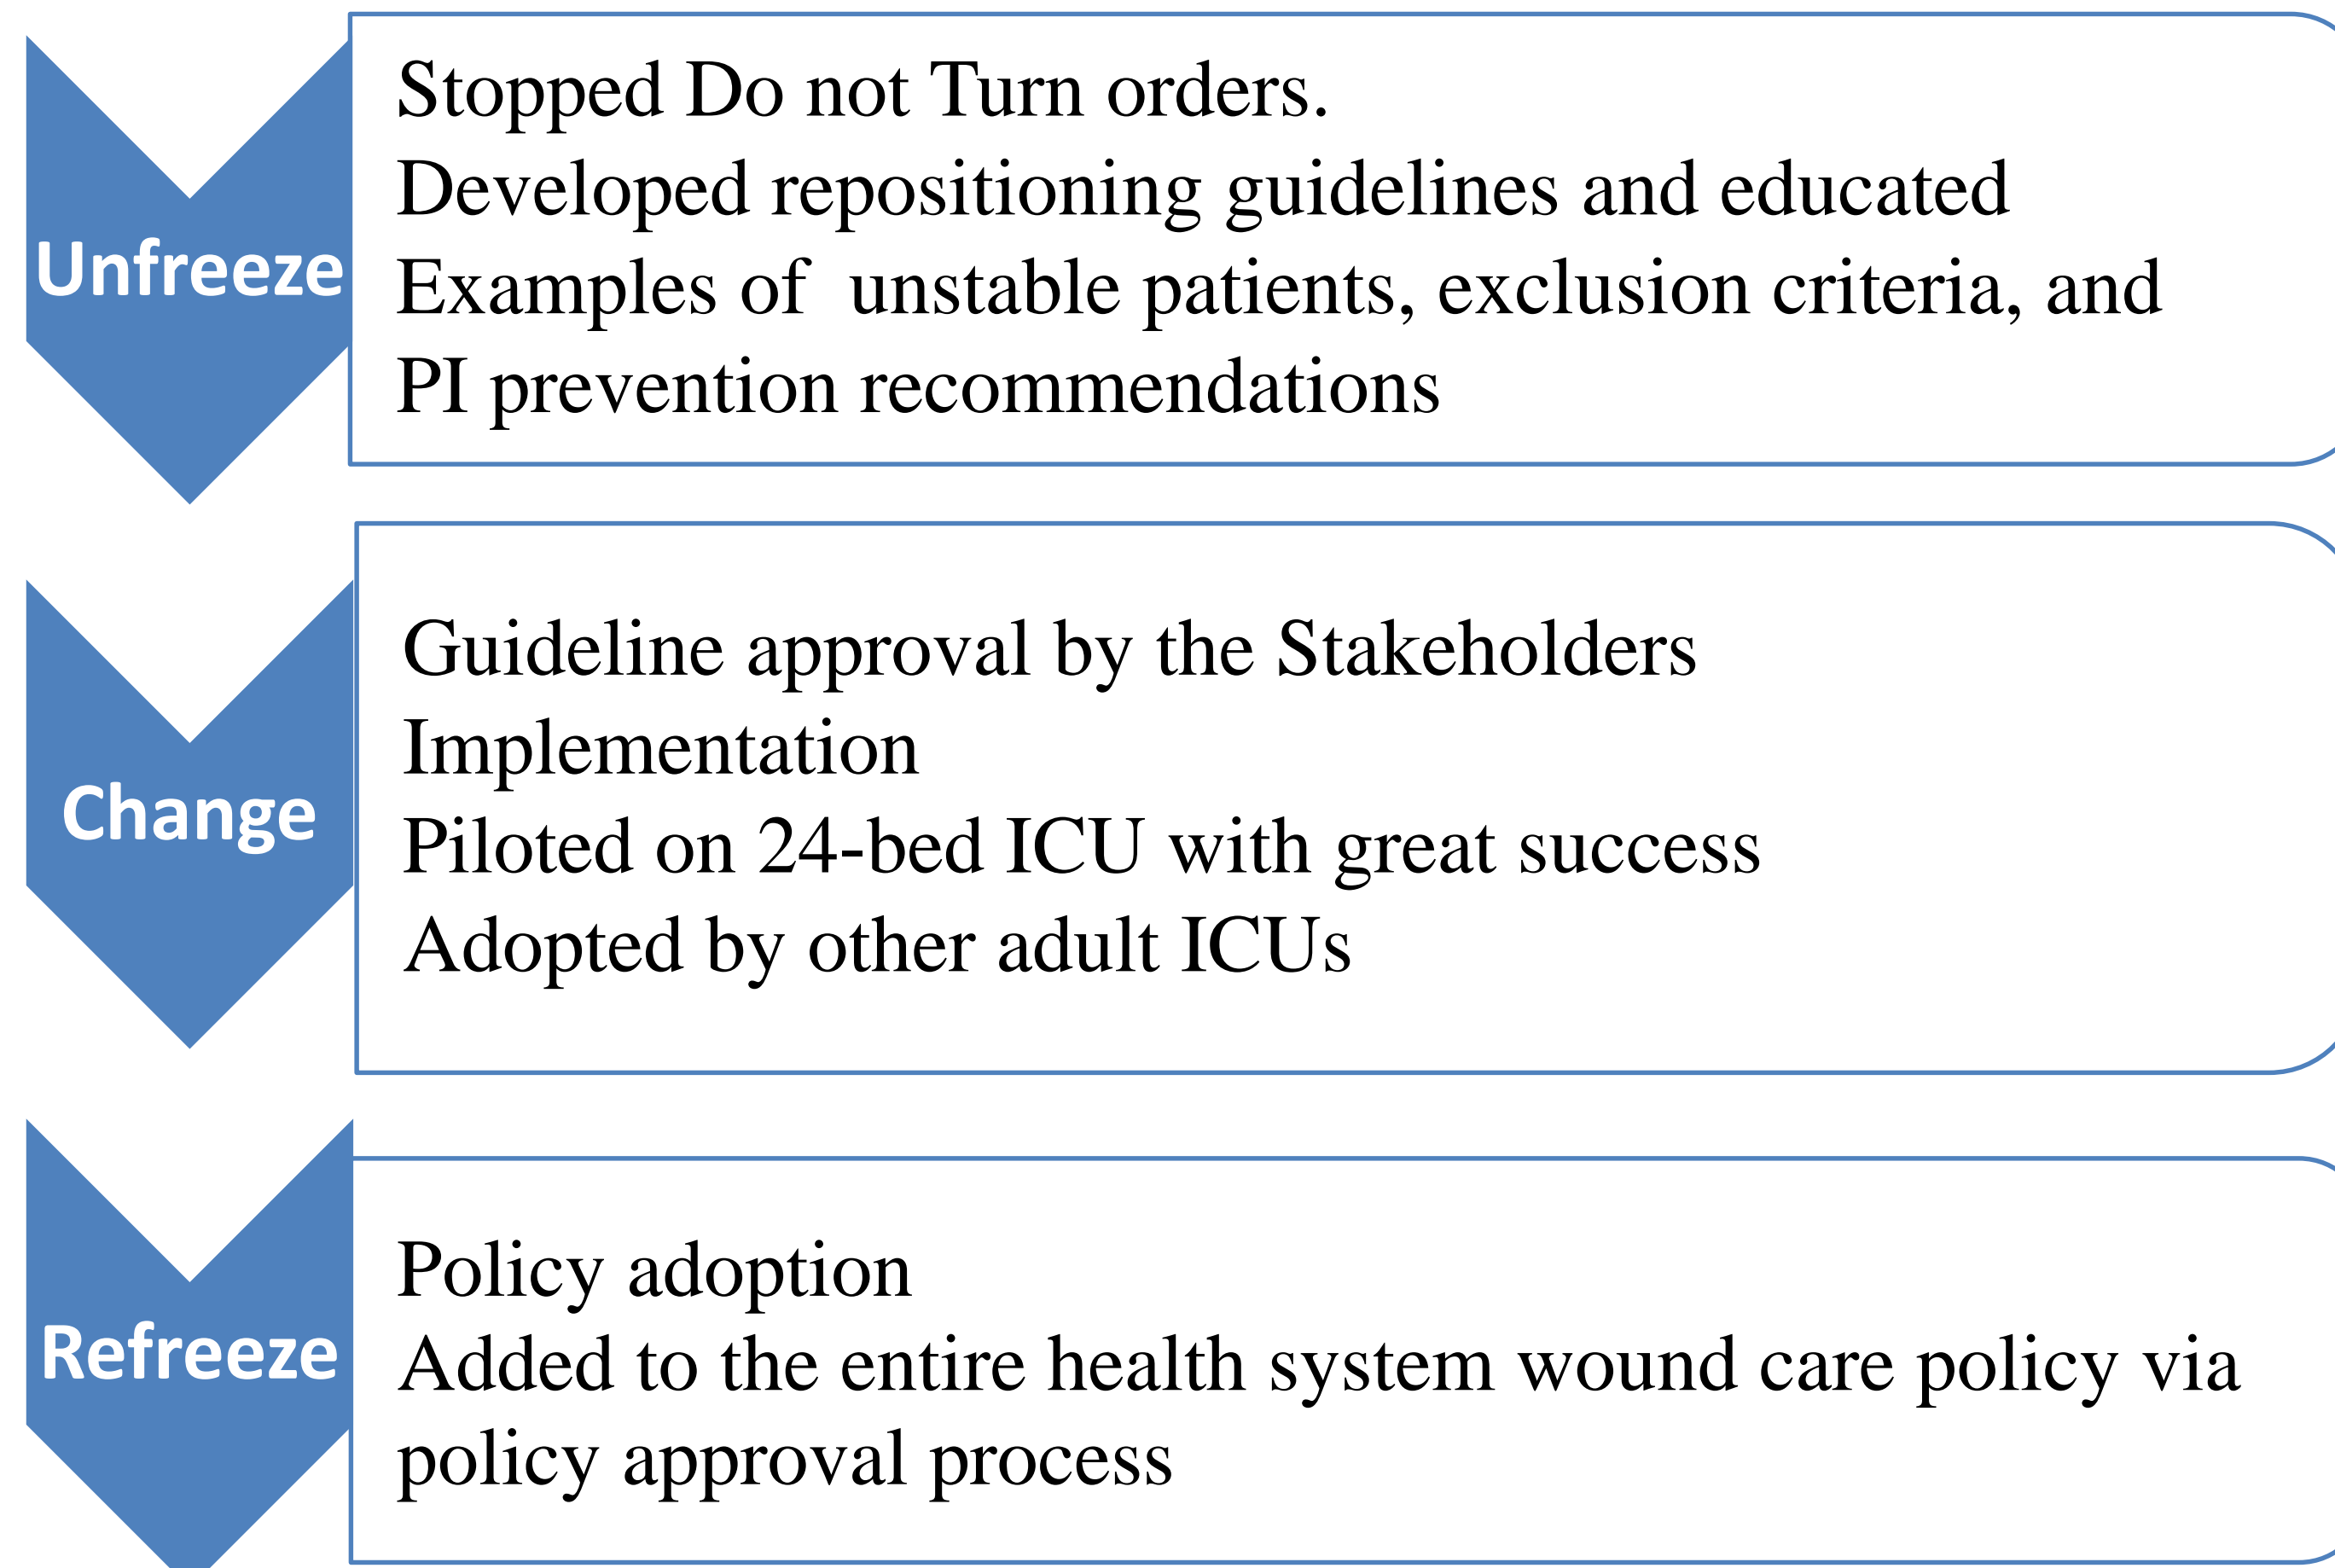 Unfreeze
Stopped Do not Turn orders.
Developed repositioning guidelines and educated
Examples of  unstable patients, exclusion criteria, and
PI prevention recommndations
Change
Guideline approval by the Stakeholders
Implementation
Piloted on 24-bed ICU with great success
Adopted by other adult ICUs
Refreeze
Policy adoption
Added to the entire health system wound care policy via
policy approval process